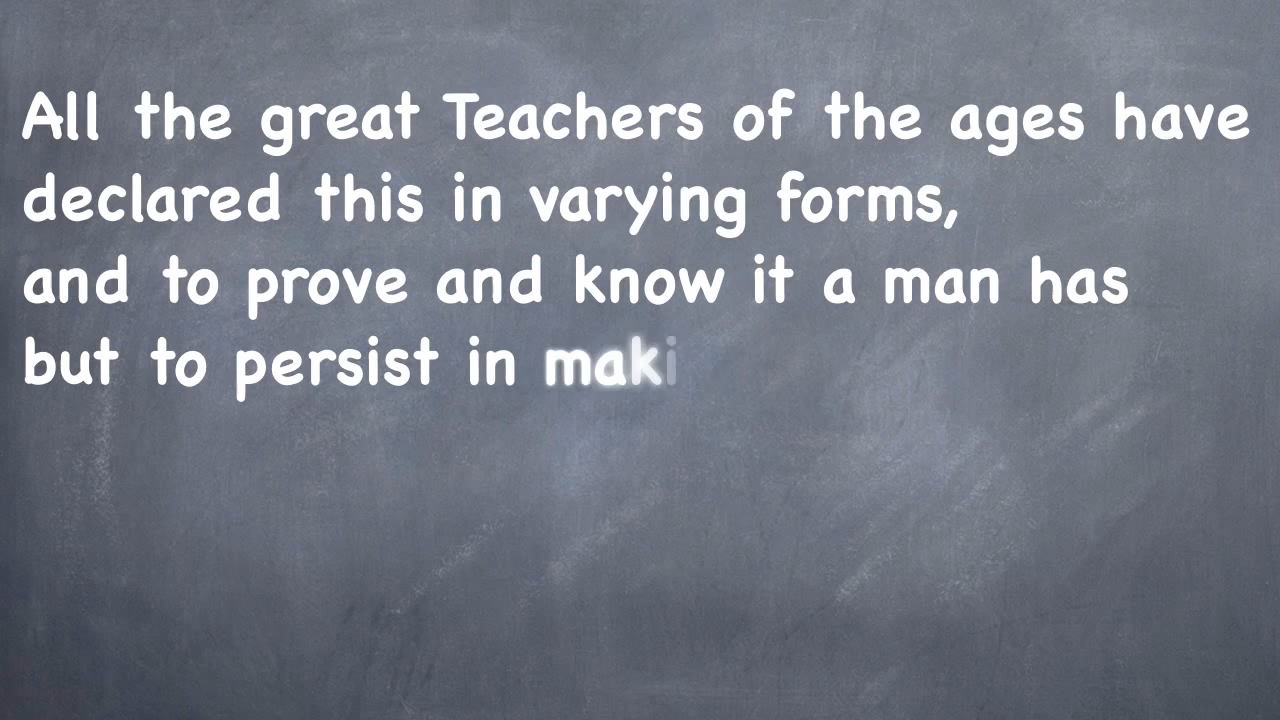 All the great Teachers of the ages have
declared this in varying forms,
and to prove and know it a man has
but to persist in maki